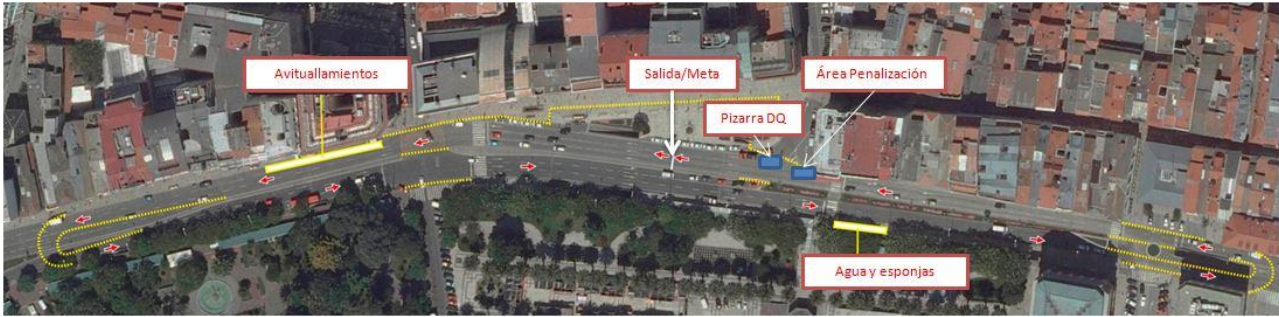 Avituallamientos
Salida/Meta
Área Penalización
Pizarra DQ
Agua y esponjas